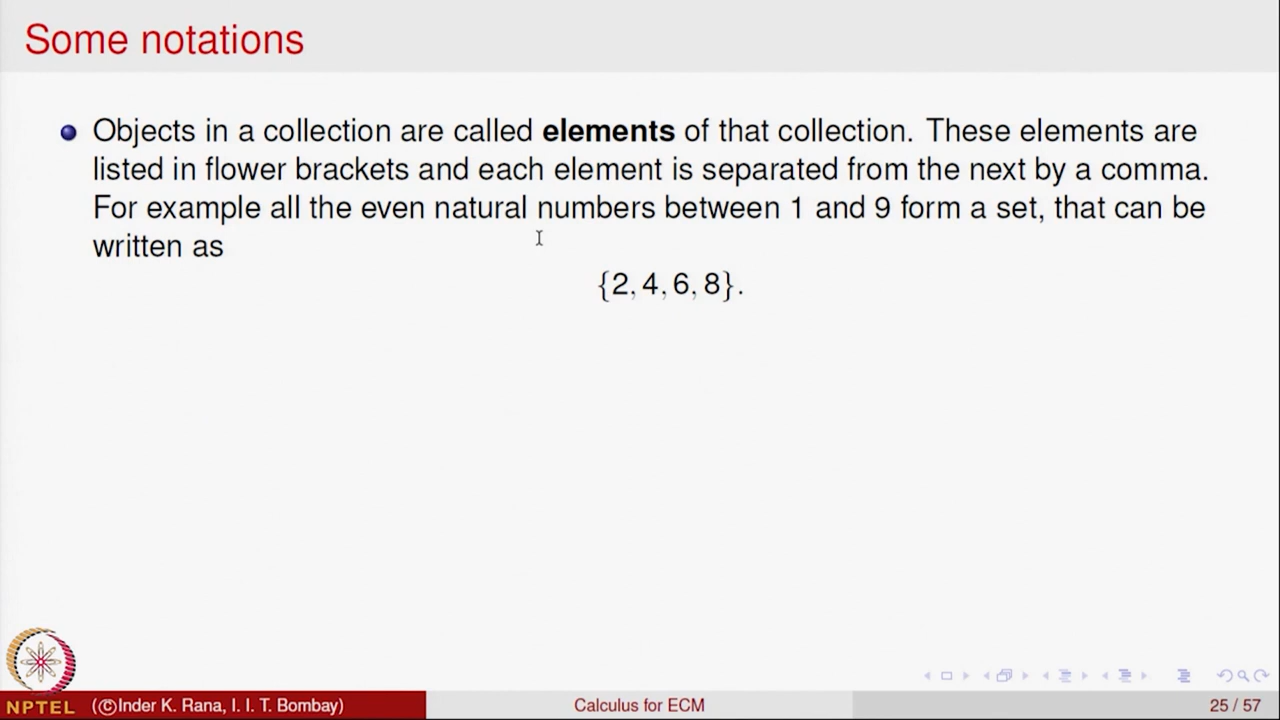 Some notations
Objects in a collection are called elements of that collection. These elements are
listed in flower brackets and each element is separated from the next by a comma.
For example all the even natural numbers between 1 and 9 form a set, that can be
written as
{2, 4, 6, 8}.
NPTEL
(©Inder K. Rana, I. I. T. Bombay)
Calculus for ECM
25 / 57